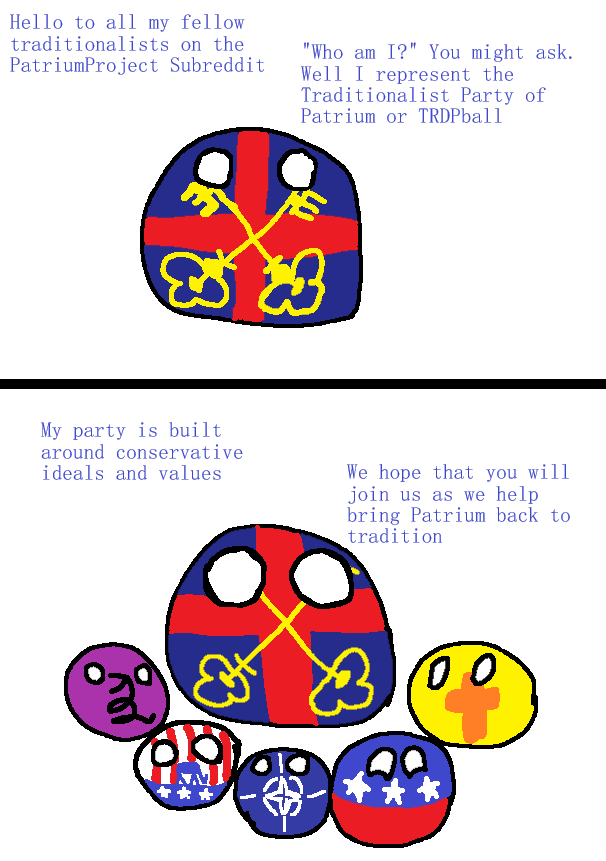 Hello to all my fellow
traditionalists on the
PatriumProject Subreddit
"Who am I?" You might ask.
Well I represent the
Traditionalist Party of
Patrium or TRDPball
My party is built
around conservative
ideals and values
We hope that you will
join us as we help
bring Patrium back to
tradition